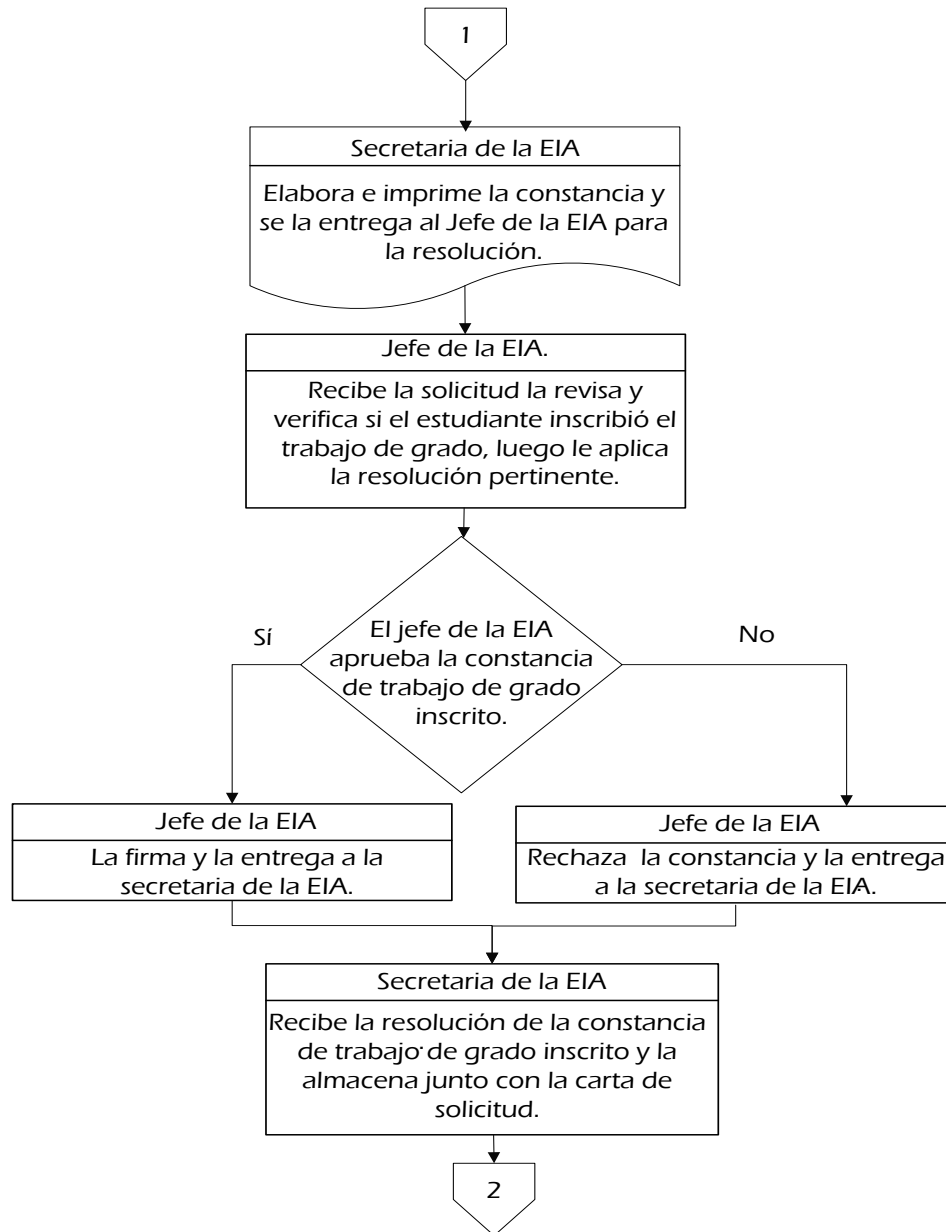 1
Secretaria de la EIA
Elabora e imprime la constancia y
se la entrega al Jefe de la EIA para
la resolución.
Jefe de la EIA.
Recibe la solicitud la revisa y
verifica si el estudiante inscribió el
trabajo de grado, luego le aplica
la resolución pertinente.
El jefe de la EIA
aprueba la constancia
de trabajo de grado
inscrito.
Sí
No
Jefe de la EIA
La firma y la entrega a la
secretaria de la EIA.
Jefe de la EIA
Rechaza la constancia y la entrega
a la secretaria de la EIA.
Secretaria de la EIA
Recibe la resolución de la constancia
de trabajo de grado inscrito y la
almacena junto con la carta de
solicitud.
2